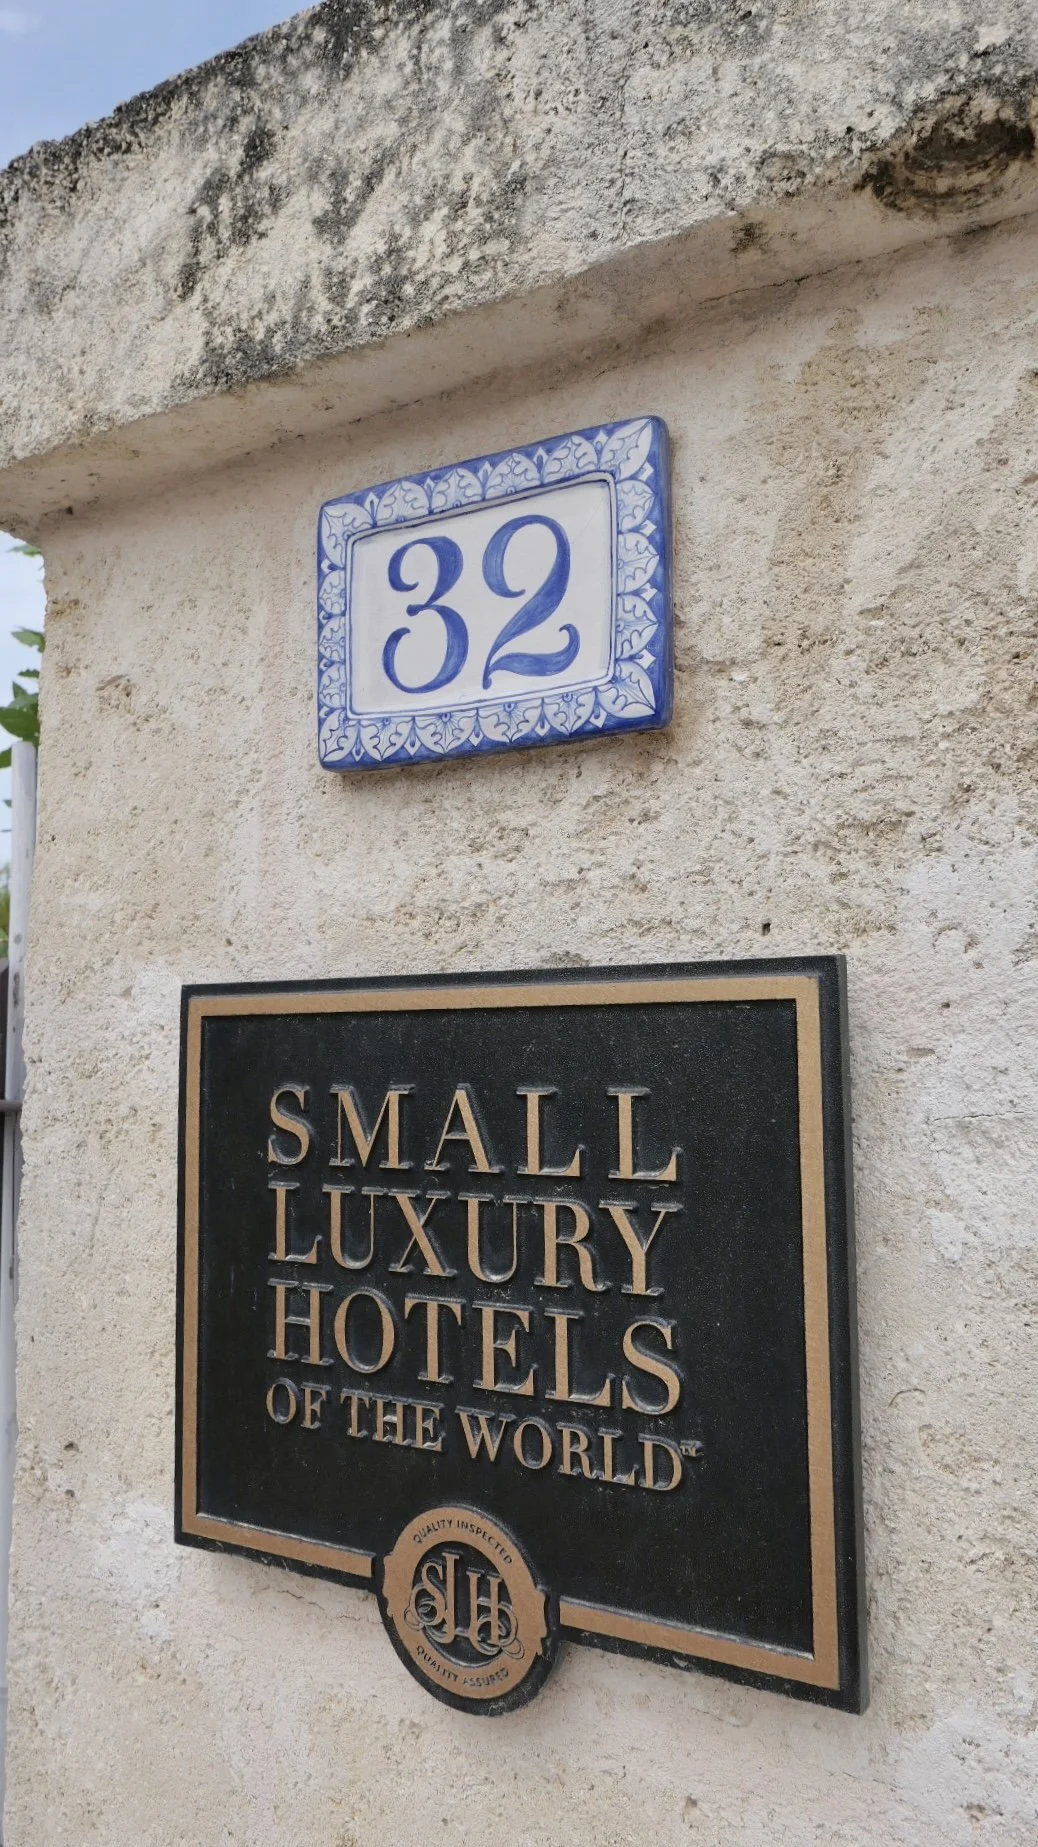 32
SMALL
LUXURY
HOTELS
OF THE WORLD™
QUALITY INSPECTED
SLH
QUALITY ASSURED